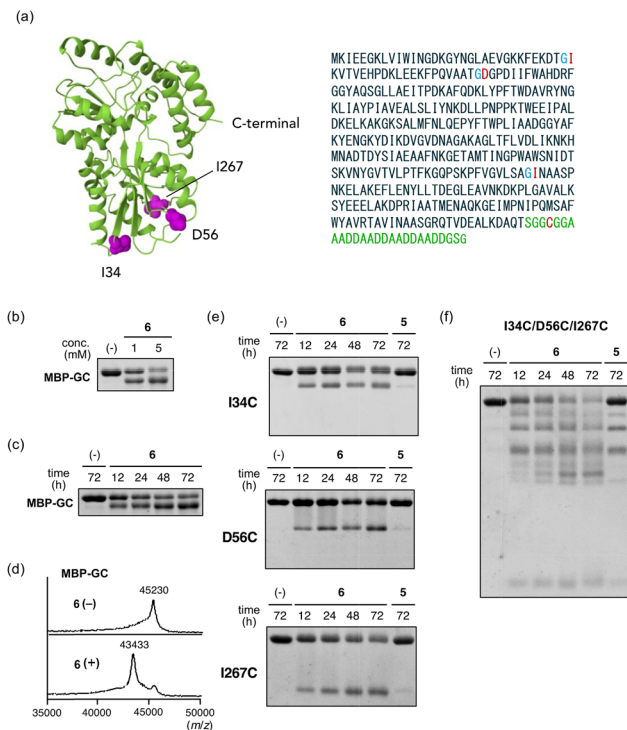 (a)
C-terminal
I267
D56
I34
MKIEEGKLVIWINGDKGYNGLAEVGKKFEKDTGI
KVTVEHPDKLEEKFPQVAATGDGPDIIFWAHDRF
GGYAQSGLLAEITPDKAFQDKLYPFTWDAVRYNG
KLIAYPIAVEALSLIYNKDLLPNPPKTWEEIPAL
DKELKAKGKSALMFNLQEPYFTWPLIAADGGYAF
KYENGKYDIKDVGVDNAGAKAGLTFLVDLIKNKH
MNADTDYSIAEAAFNKGETAMTINGPWAWSNIDT
SKVNYGVTVLPTFKGQPSKPFVGVLSAGINAASP
NKELAKEFLENYLLTDEGLEAVNKDKPLGAVALK
SYEEELAKDPRIAATMENAQKGEIMPNIPQMSAF
WYAVRTAVINAASGRQTVDEALKDAQTSGGCGGA
AADDAADDAADDAADDGSG
(b)
6
conc.
(mM)
(-) 1 5
MBP-GC
(c)
(-) 6
time
(h)
72 12 24 48 72
MBP-GC
(d)
MBP-GC
45230
6 (–)
43433
6 (+)
35000 40000 45000 50000
(m/z)
(e)
(-) 6 5
time
(h)
72 12 24 48 72 72
I34C
(-) 6 5
time
(h)
72 12 24 48 72 72
D56C
(-) 6 5
time
(h)
72 12 24 48 72 72
I267C
(f)
I34C/D56C/I267C
(-) 6 5
time
(h)
72 12 24 48 72 72